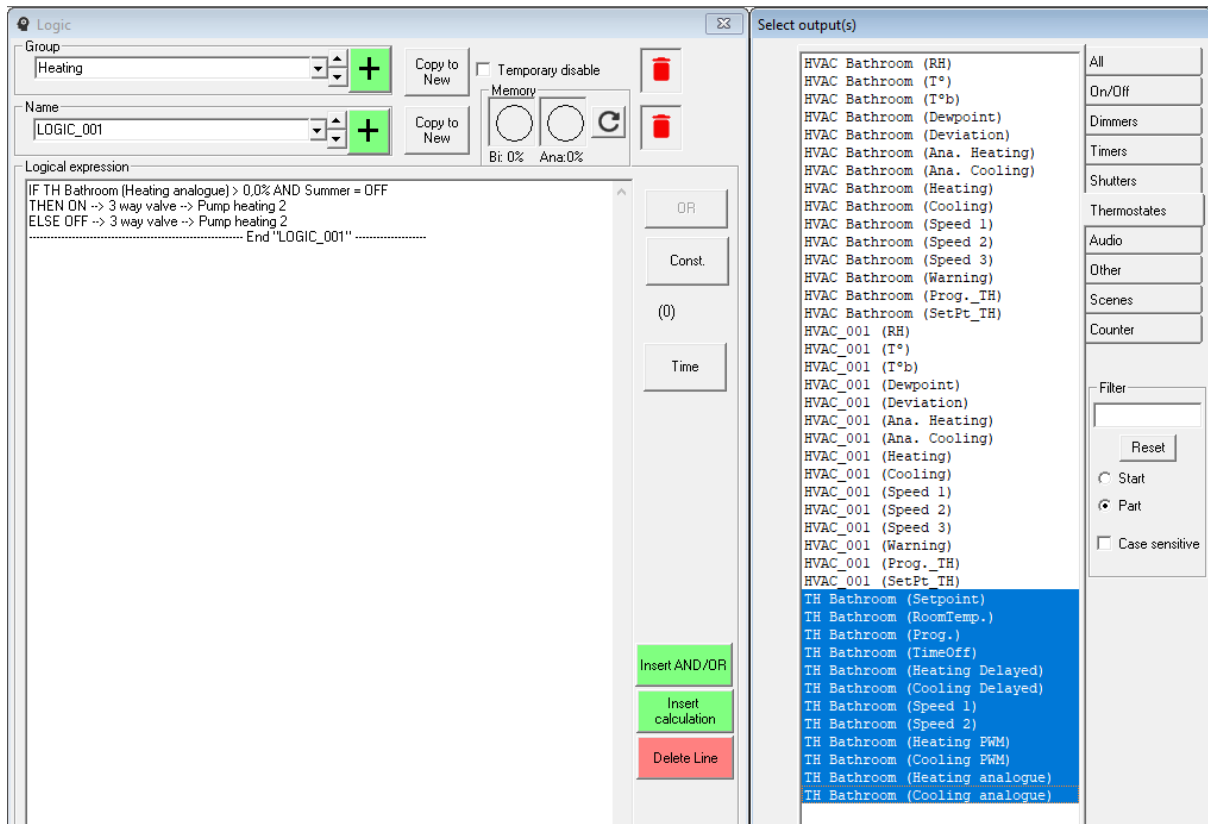 Logic
Group
Heating
Copy to
New
Temporary disable
Memory
Bi: 0% Ana:0%
Name
LOGIC_001
Copy to
New
Logical expression
IF TH Bathroom (Heating analogue) > 0,0% AND Summer = OFF
THEN ON --> 3 way valve --> Pump heating 2
ELSE OFF --> 3 way valve --> Pump heating 2
---------------------------------------------------------- End "LOGIC_001" -------------------
OR
Const.
(0)
Time
Insert AND/OR
Insert
calculation
Delete Line
Select output(s)
HVAC Bathroom (RH)
HVAC Bathroom (T°)
HVAC Bathroom (T°b)
HVAC Bathroom (Dewpoint)
HVAC Bathroom (Deviation)
HVAC Bathroom (Ana. Heating)
HVAC Bathroom (Ana. Cooling)
HVAC Bathroom (Heating)
HVAC Bathroom (Cooling)
HVAC Bathroom (Speed 1)
HVAC Bathroom (Speed 2)
HVAC Bathroom (Speed 3)
HVAC Bathroom (Warning)
HVAC Bathroom (Prog._TH)
HVAC Bathroom (SetPt_TH)
HVAC_001 (RH)
HVAC_001 (T°)
HVAC_001 (T°b)
HVAC_001 (Dewpoint)
HVAC_001 (Deviation)
HVAC_001 (Ana. Heating)
HVAC_001 (Ana. Cooling)
HVAC_001 (Heating)
HVAC_001 (Cooling)
HVAC_001 (Speed 1)
HVAC_001 (Speed 2)
HVAC_001 (Speed 3)
HVAC_001 (Warning)
HVAC_001 (Prog._TH)
HVAC_001 (SetPt_TH)
TH Bathroom (Setpoint)
TH Bathroom (RoomTemp.)
TH Bathroom (Prog.)
TH Bathroom (TimeOff)
TH Bathroom (Heating Delayed)
TH Bathroom (Cooling Delayed)
TH Bathroom (Speed 1)
TH Bathroom (Speed 2)
TH Bathroom (Heating PWM)
TH Bathroom (Cooling PWM)
TH Bathroom (Heating analogue)
TH Bathroom (Cooling analogue)
All
On/Off
Dimmers
Timers
Shutters
Thermostates
Audio
Other
Scenes
Counter
Filter
Reset
Start
Part
Case sensitive